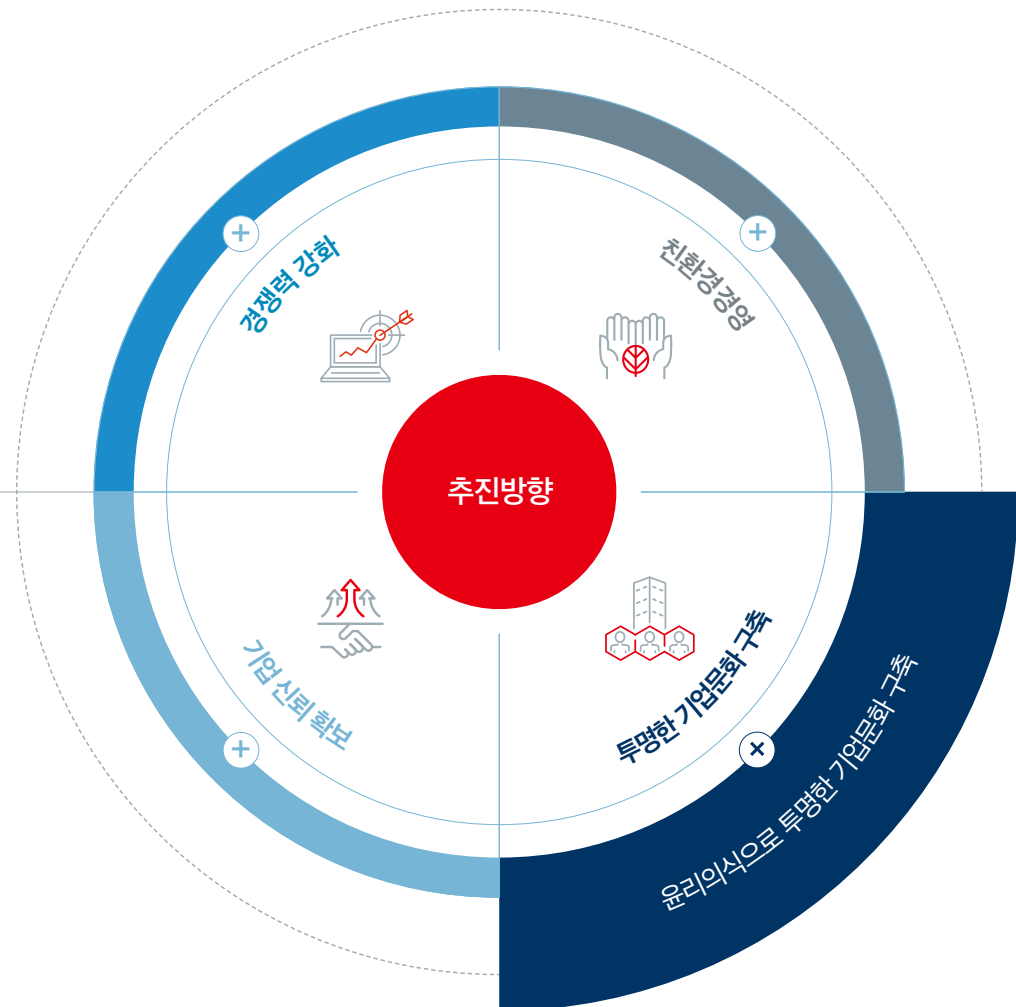 경쟁력 강화
친환경경영
추진방향
기업 신뢰 확보
투명한 기업문화 구축
윤리의식으로 투명한 기업문화 구축